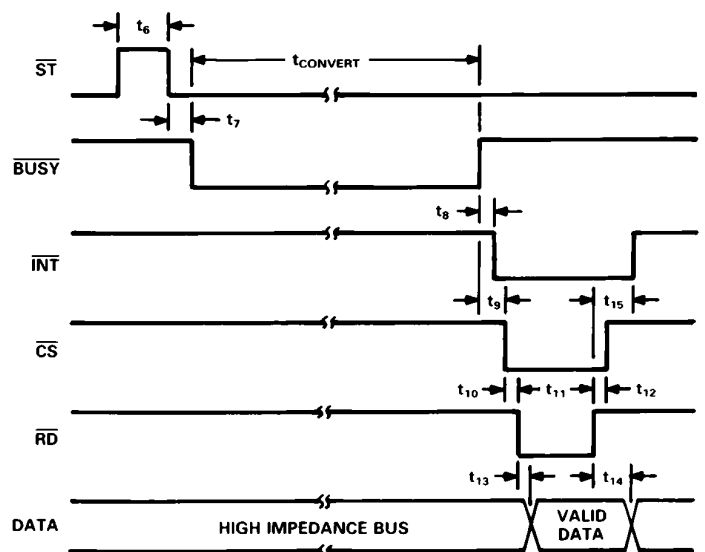 t6
ST
tCONVERT
t7
BUSY
t8
INT
t9
t15
CS
t10
t11
t12
RD
t13
t14
DATA
HIGH IMPEDANCE BUS
VALID
DATA